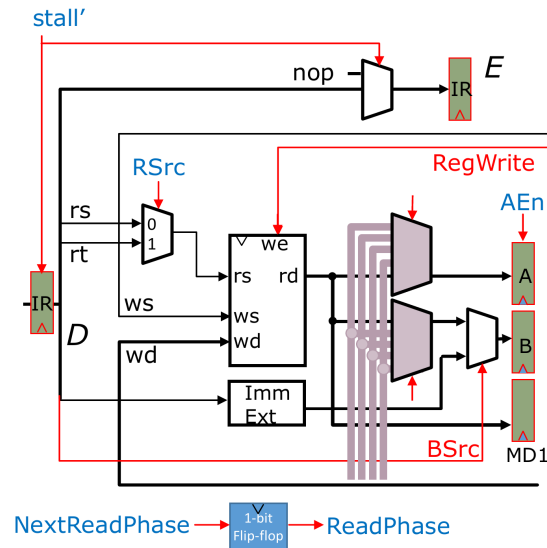 stall’
nop
IR
E
RegWrite
RSrc
AEn
rs
0
we
rt
1
rs
rd
A
IR
ws
ws
D
B
wd
wd
Imm
Ext
BSrc
MD1
NextReadPhase
1-bit
Flip-flop
ReadPhase